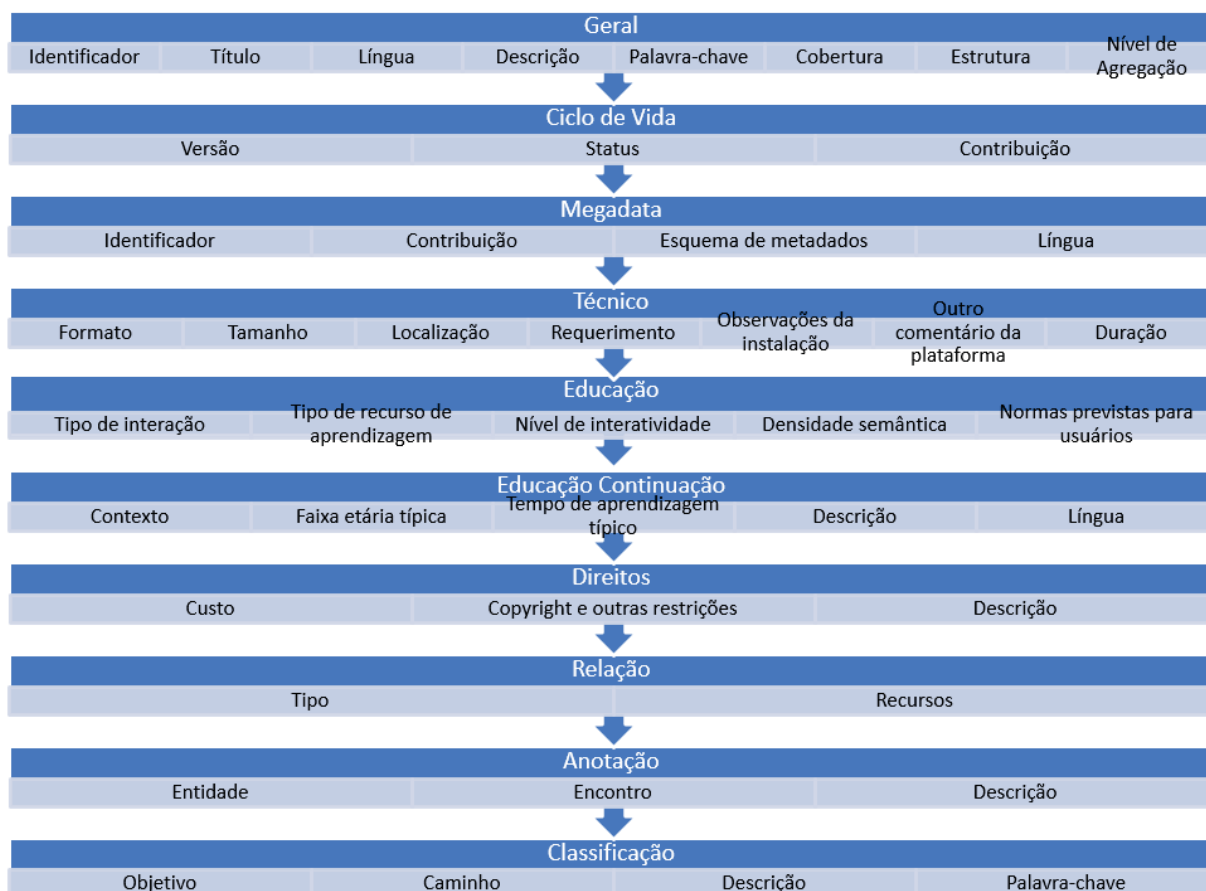 Geral
Identificador Título Língua Descrição Palavra-chave Cobertura Estrutura Nível de Agregação
Ciclo de Vida
Versão Status Contribuição
Megadata
Identificador Contribuição Esquema de metadados Língua
Técnico
Formato Tamanho Localização Requerimento Observações da instalação Outro comentário da plataforma Duração
Educação
Tipo de interação Tipo de recurso de aprendizagem Nível de interatividade Densidade semântica Normas previstas para usuários
Educação Continuação
Contexto Faixa etária típica Tempo de aprendizagem típico Descrição Língua
Direitos
Custo Copyright e outras restrições Descrição
Relação
Tipo Recursos
Anotação
Entidade Encontro Descrição
Classificação
Objetivo Caminho Descrição Palavra-chave